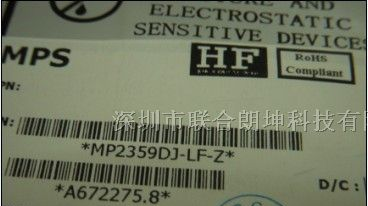 ELECTROSTATIC
SENSITIVE DEVICES
MPS
HF
RoHS
Compliant
PN:
深圳市联合朗坤科技有
*MP2359DJ-LF-Z*
*A672275.8*
D/C: